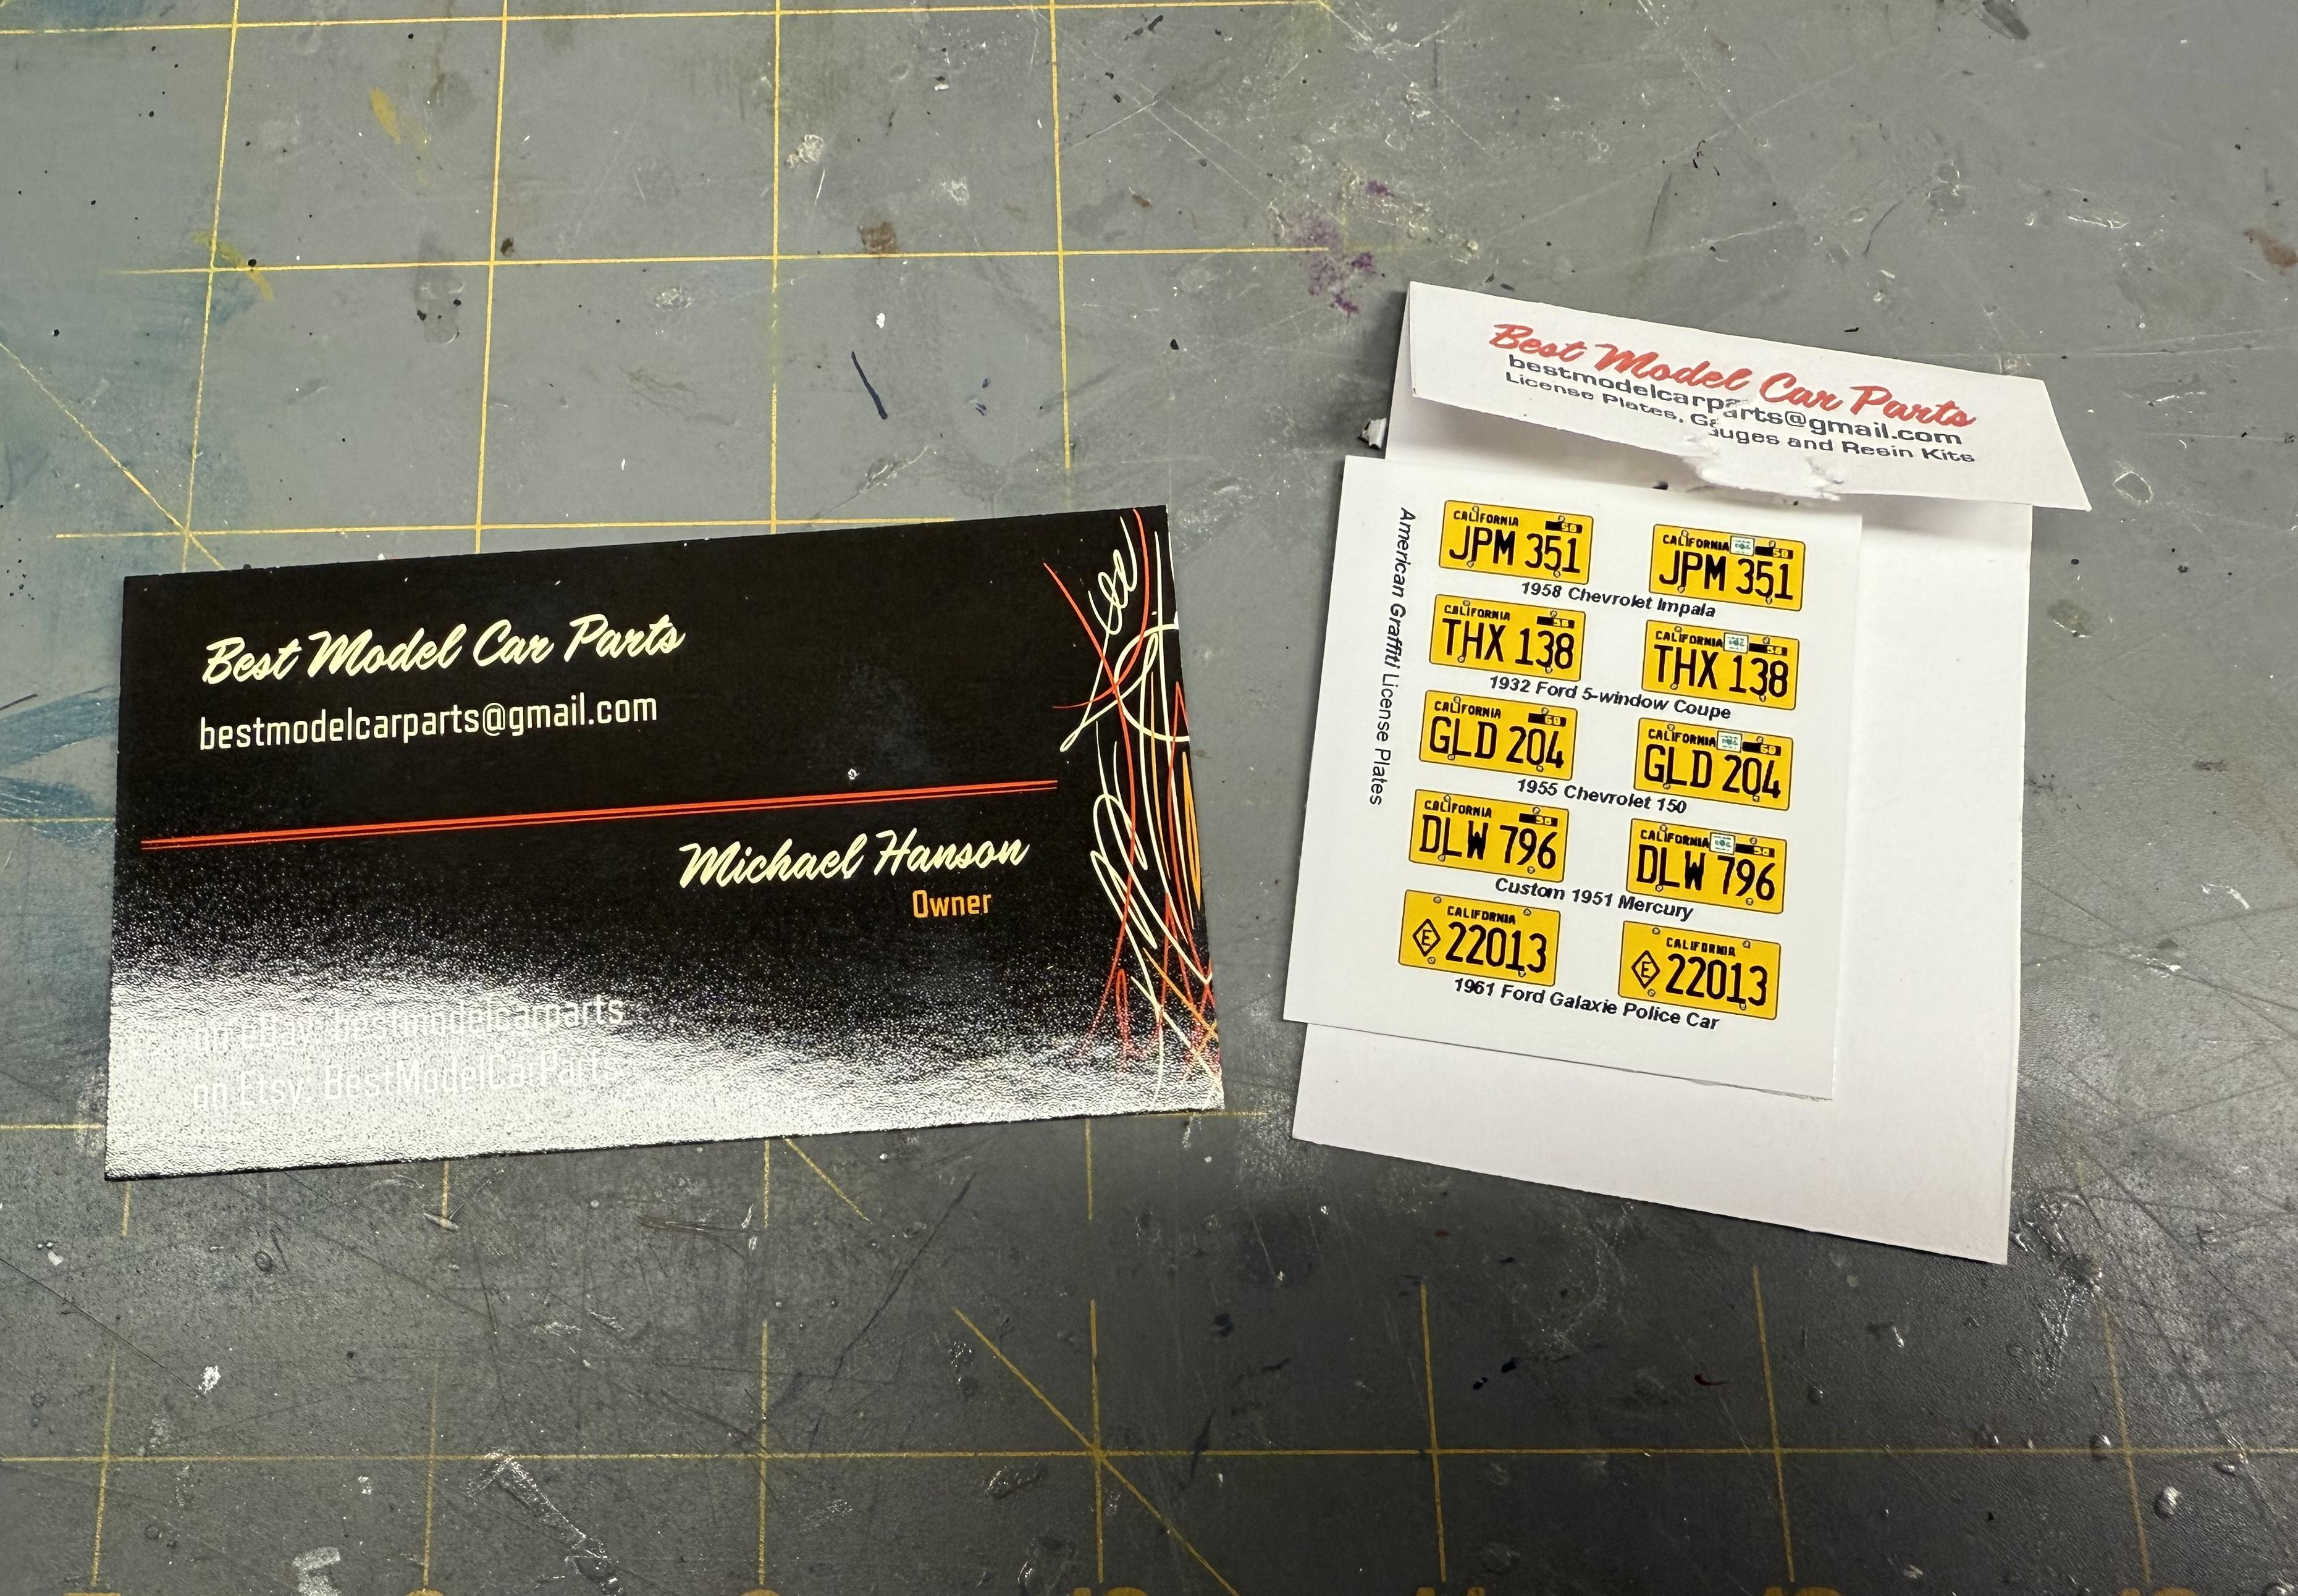 Best Model Car Parts
bestmodelcarparts@gmail.com
Michael Hanson
Owner
on eBay: bestmodelcarparts
on Etsy: BestModelCarParts
Best Model Car Parts
bestmodelcarparts@gmail.com
License Plates, Gauges and Resin Kits
American Graffiti License Plates
CALIFORNIA 58 CALIFORNIA 58
JPM 351 JPM 351
1958 Chevrolet Impala
CALIFORNIA CALIFORNIA
THX 138 THX 138
1932 Ford 5-window Coupe
CALIFORNIA 60 CALIFORNIA 60
GLD 204 GLD 204
1955 Chevrolet 150
CALIFORNIA CALIFORNIA
DLW 796 DLW 796
Custom 1951 Mercury
CALIFORNIA CALIFORNIA
E 22013 E 22013
1961 Ford Galaxie Police Car